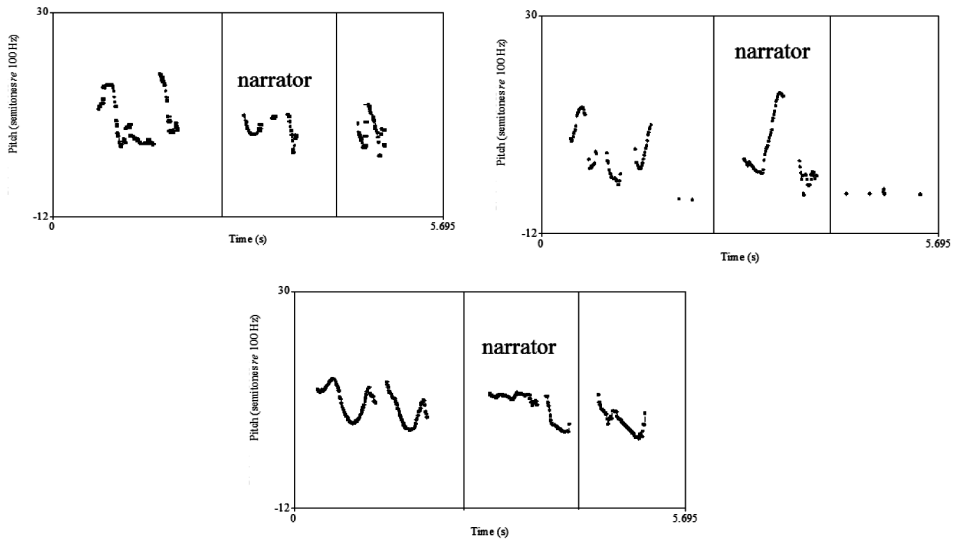 30
narrator
Pitch (semitones re 100 Hz)
-12
0
5.695
Time (s)
30
narrator
Pitch (semitones re 100 Hz)
-12
0
5.695
Time (s)
30
narrator
Pitch (semitones re 100 Hz)
-12
0
5.695
Time (s)